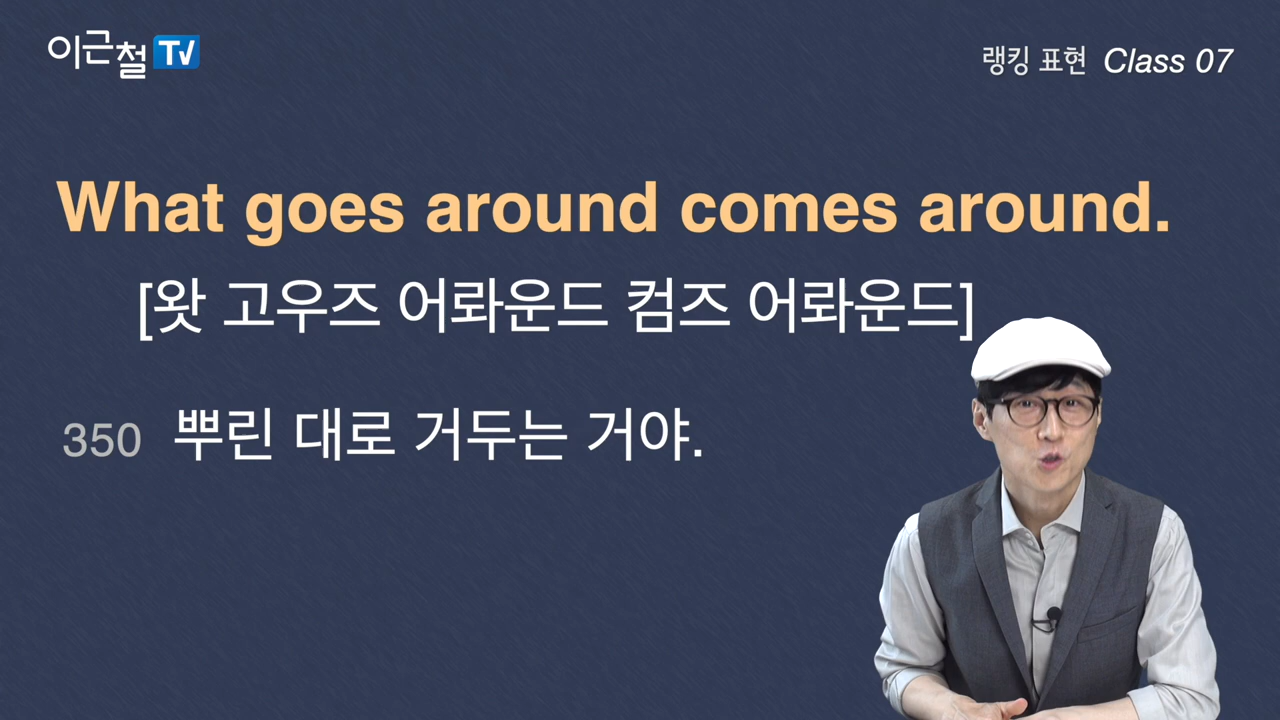 이근철 TV
랭킹 표현 Class 07
What goes around comes around.
[왓 고우즈 어롸운드 컴즈 어롸운드]
350 뿌린 대로 거두는 거야.